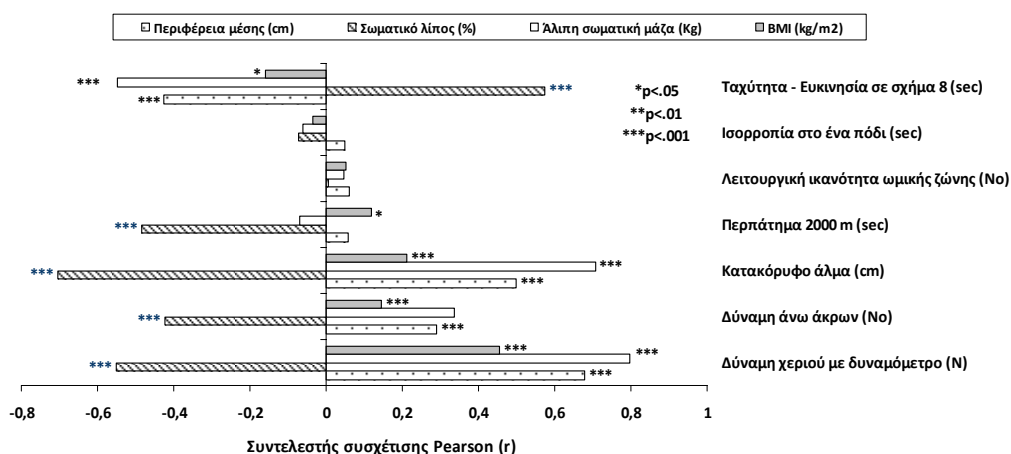 Περιφέρεια μέσης (cm) Σωματικό λίπος (%) Άλιπη σωματική μάζα (Kg) BMI (kg/m2)
* 
*** *p<.05 Ταχύτητα - Ευκινησία σε σχήμα 8 (sec)
*** *** **p<.01
***p<.001 Ισορροπία στο ένα πόδι (sec)
Λειτουργική ικανότητα ωμικής ζώνης (No)
*** * Περπάτημα 2000 m (sec)
*** *** *** *** Κατακόρυφο άλμα (cm)
*** *** *** Δύναμη άνω άκρων (No)
*** *** *** *** Δύναμη χεριού με δυναμόμετρο (N)
-0,8 -0,6 -0,4 -0,2 0 0,2 0,4 0,6 0,8 1
Συντελεστής συσχέτισης Pearson (r)